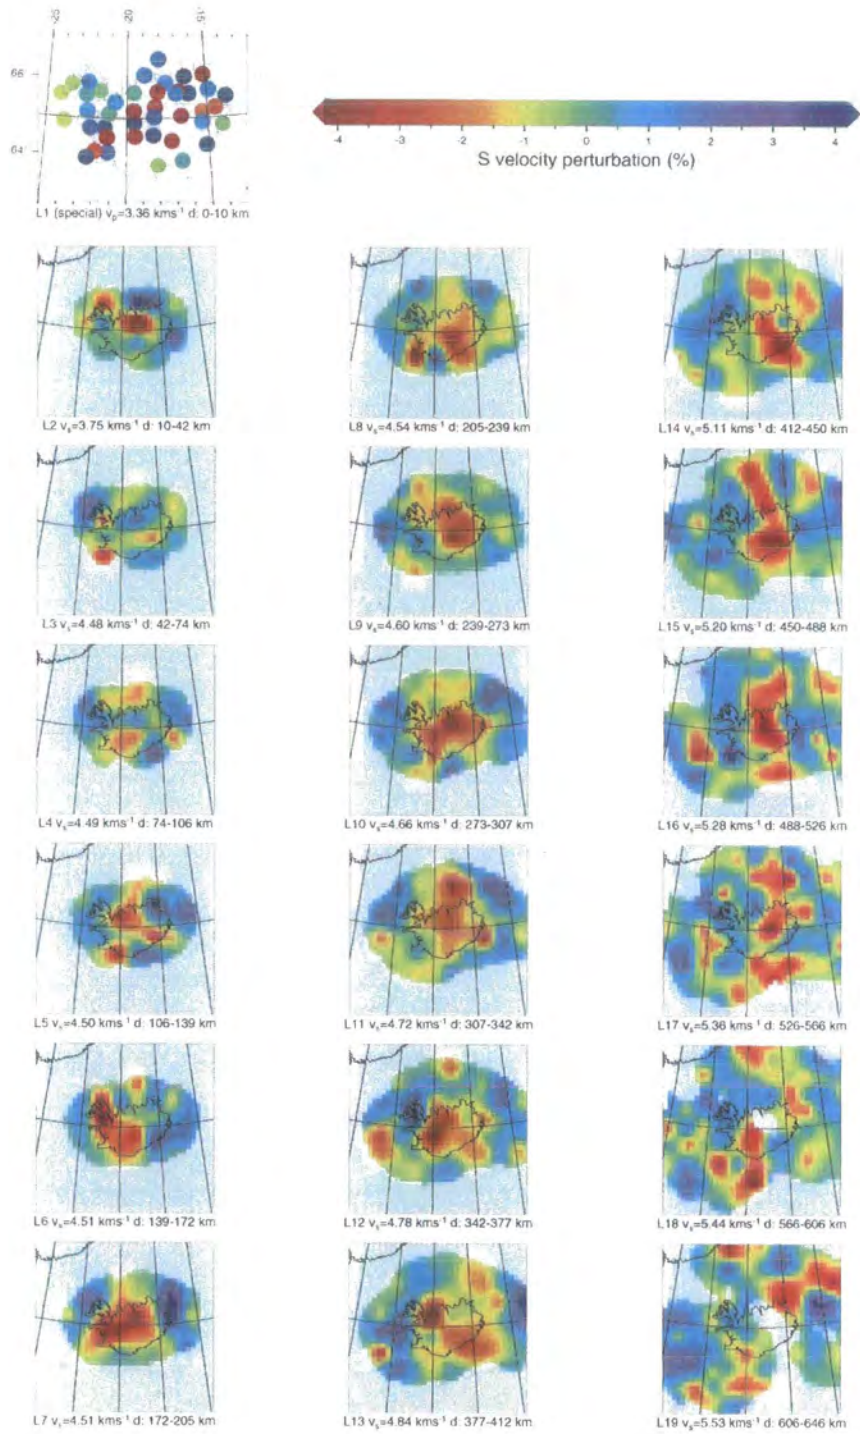 -25 -20 -15
66
64
-4 -3 -2 -1 0 1 2 3 4
S velocity perturbation (%)
L1 (special) vp=3.36 kms⁻¹ d: 0-10 km
L2 vs=3.75 kms⁻¹ d: 10-42 km
L8 vs=4.54 kms⁻¹ d: 205-239 km
L14 vs=5.11 kms⁻¹ d: 412-450 km
L3 vs=4.48 kms⁻¹ d: 42-74 km
L9 vs=4.60 kms⁻¹ d: 239-273 km
L15 vs=5.20 kms⁻¹ d: 450-488 km
L4 vs=4.49 kms⁻¹ d: 74-106 km
L10 vs=4.66 kms⁻¹ d: 273-307 km
L16 vs=5.28 kms⁻¹ d: 488-526 km
L5 vs=4.50 kms⁻¹ d: 106-139 km
L11 vs=4.72 kms⁻¹ d: 307-342 km
L17 vs=5.36 kms⁻¹ d: 526-566 km
L6 vs=4.51 kms⁻¹ d: 139-172 km
L12 vs=4.78 kms⁻¹ d: 342-377 km
L18 vs=5.44 kms⁻¹ d: 566-606 km
L7 vs=4.51 kms⁻¹ d: 172-205 km
L13 vs=4.84 kms⁻¹ d: 377-412 km
L19 vs=5.53 kms⁻¹ d: 606-646 km